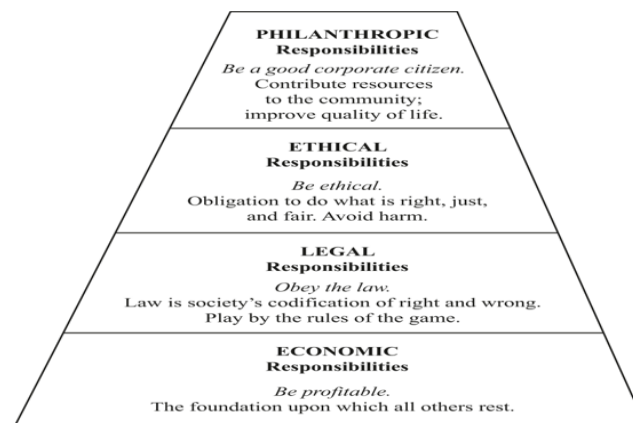 PHILANTHROPIC
Responsibilities
Be a good corporate citizen.
Contribute resources
to the community;
improve quality of life.
ETHICAL
Responsibilities
Be ethical.
Obligation to do what is right, just,
and fair. Avoid harm.
LEGAL
Responsibilities
Obey the law.
Law is society’s codification of right and wrong.
Play by the rules of the game.
ECONOMIC
Responsibilities
Be profitable.
The foundation upon which all others rest.